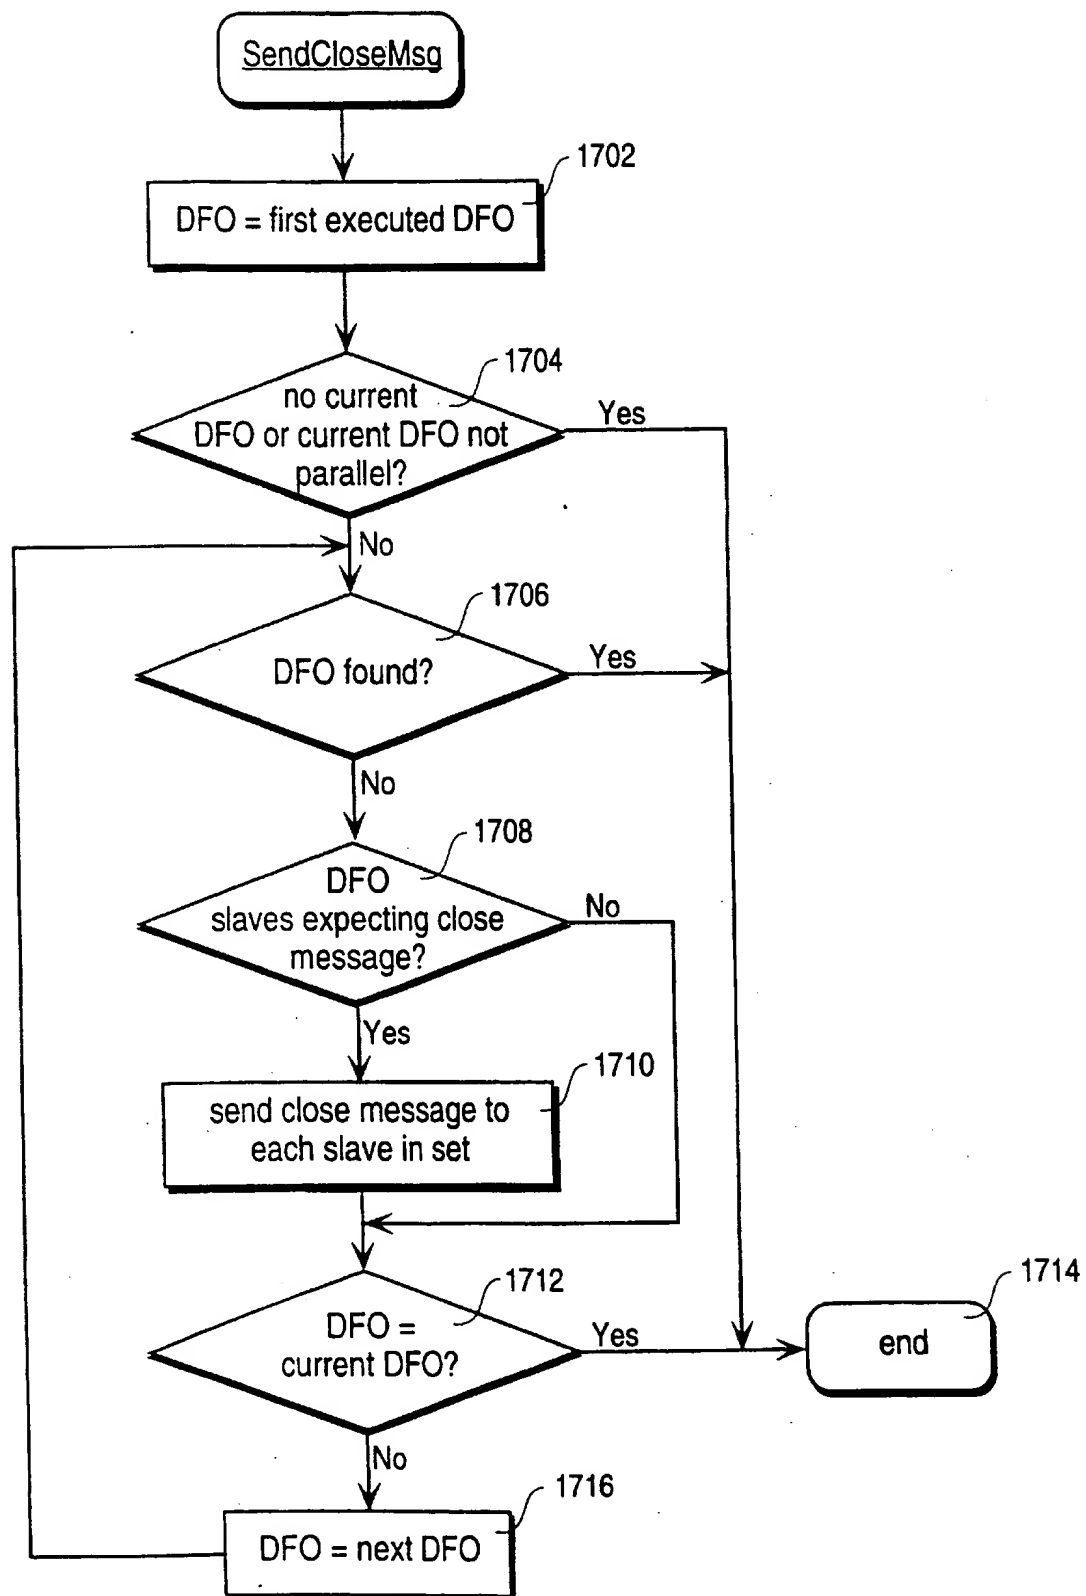 SendCloseMsg
1702
DFO = first executed DFO
1704
no current
DFO or current DFO not
parallel?
Yes
No
1706
DFO found?
Yes
No
1708
DFO
slaves expecting close
message?
No
Yes
1710
send close message to
each slave in set
1712
DFO =
current DFO?
Yes
1714
end
No
1716
DFO = next DFO